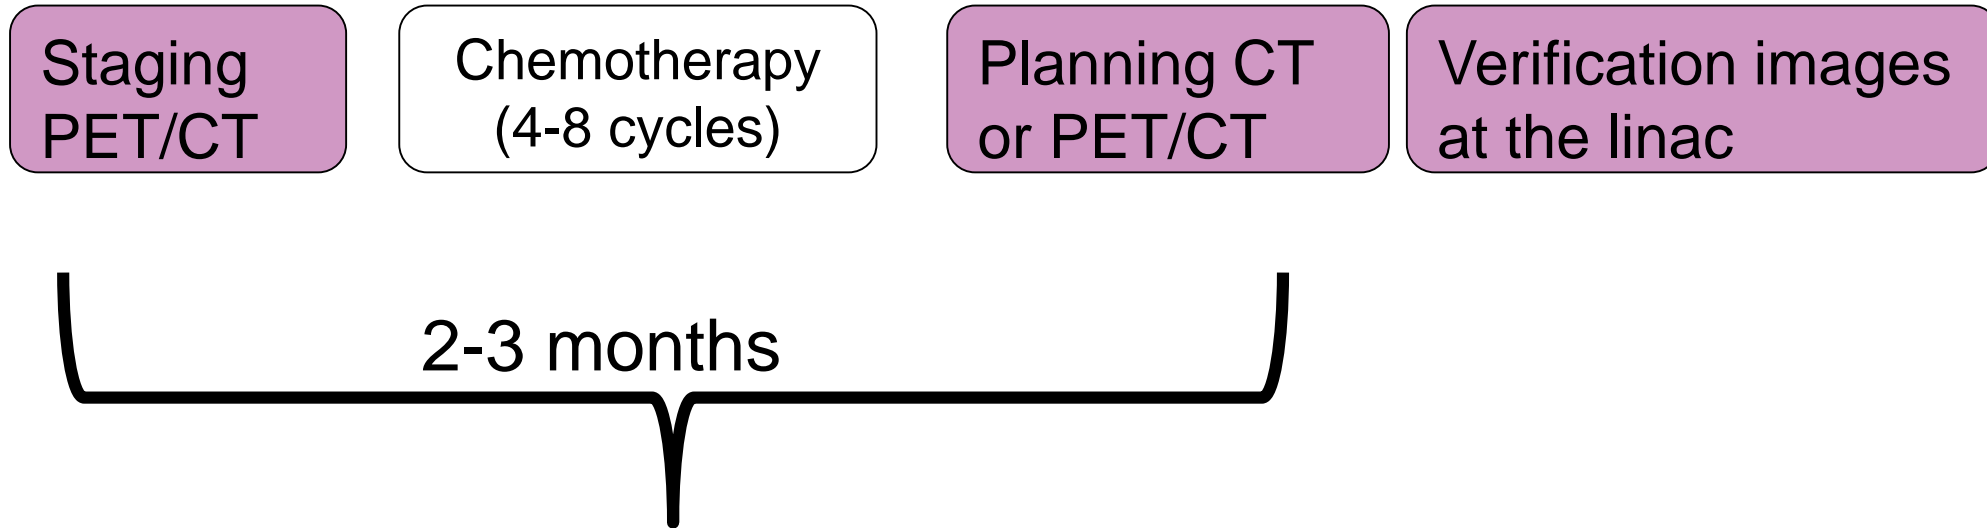 Staging
PET/CT
Chemotherapy
(4-8 cycles)
Planning CT
or PET/CT
Verification images
at the linac
2-3 months